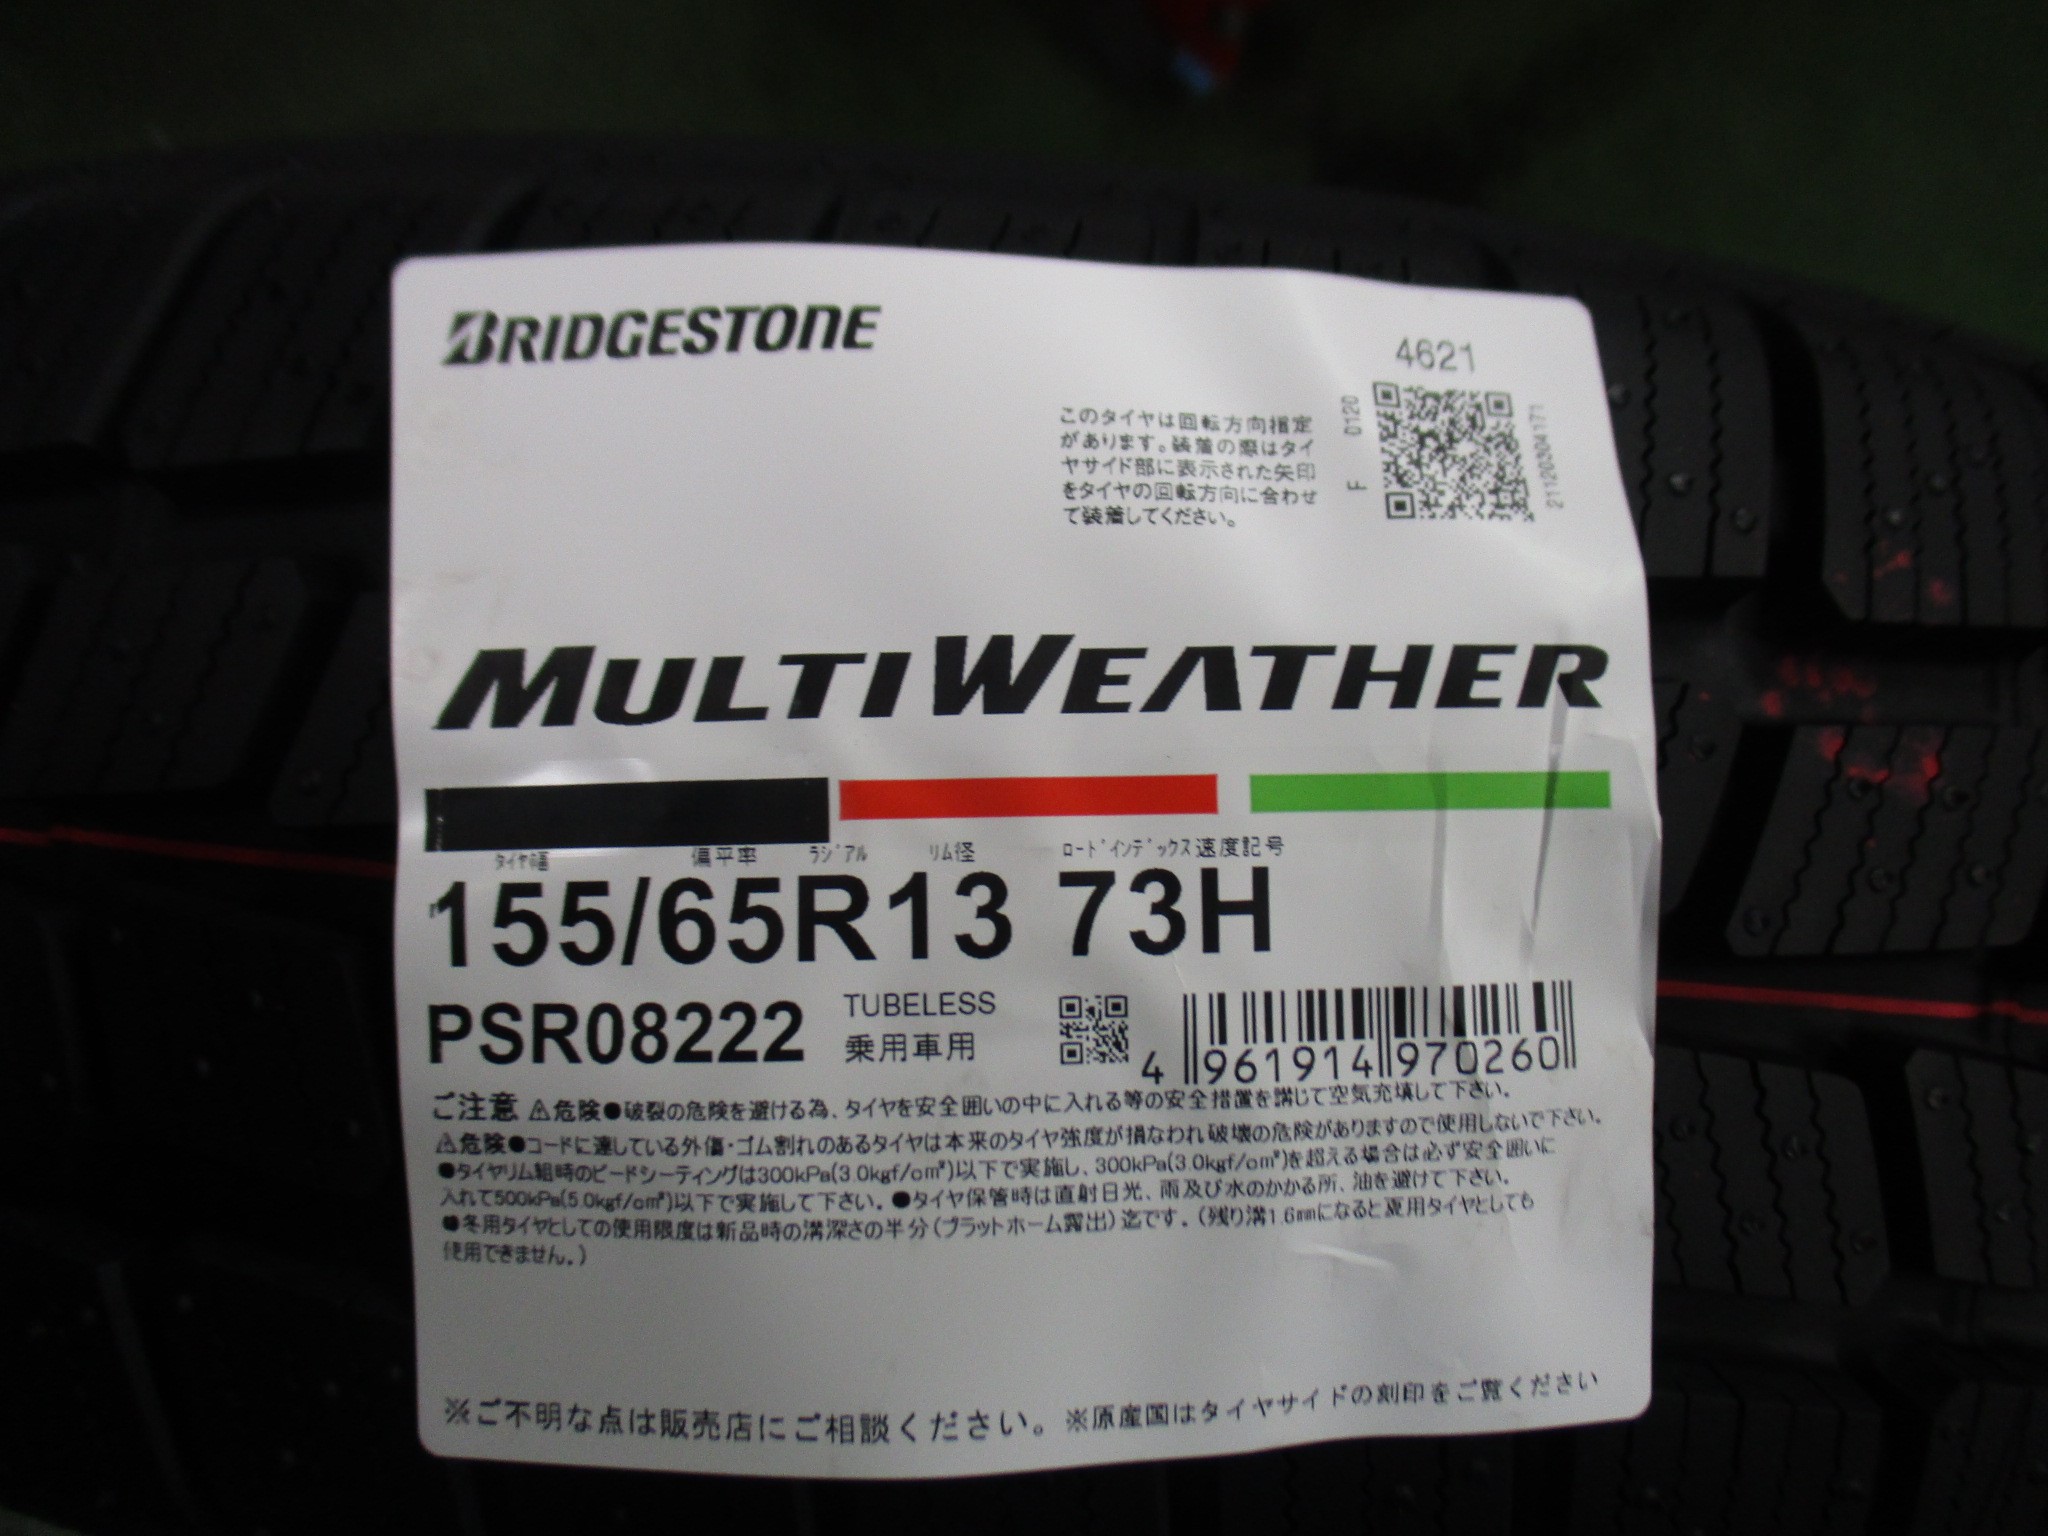 BRIDGESTONE
4621
このタイヤは回転方向指定
があります。装着の際はタイ
ヤサイド部に表示された矢印
をタイヤの回転方向に合わせ
て装着してください。
F 0120
21120304171
MULTIWEATHER
タイヤ幅 偏平率 ラジアル リム径 ロードインデックス 速度記号
155/65R13 73H
PSR08222
TUBELESS
乗用車用
4 961914 970260
ご注意 ⚠危険●破裂の危険を避ける為、タイヤを安全囲いの中に入れる等の安全措置を講じて空気充填して下さい。
⚠危険●コードに達している外傷・ゴム割れのあるタイヤは本来のタイヤ強度が損なわれ破壊の危険がありますので使用しないで下さい。
●タイヤリム組時のビードシーティングは300kPa(3.0kgf/c㎡)以下で実施し、300kPa(3.0kgf/c㎡)を超える場合は必ず安全囲いに
入れて500kPa(5.0kgf/c㎡)以下で実施して下さい。●タイヤ保管時は直射日光、雨及び水のかかる所、油を避けて下さい。
●冬用タイヤとしての使用限度は新品時の溝深さの半分(プラットホーム露出)迄です。(残り溝1.6mmになると夏用タイヤとしても
使用できません。)
※ご不明な点は販売店にご相談ください。※原産国はタイヤサイドの刻印をご覧ください